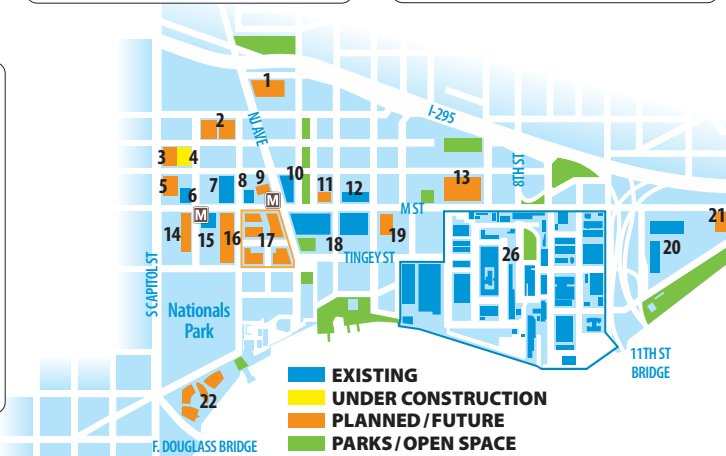 1
I-295
2
NJ AVE
3
4
8TH ST
5
6
7
8
9
10
11
12
13
M
M
M ST
14
15
16
17
18
19
20
21
TINGEY ST
26
S CAPITOL ST
Nationals
Park
11TH ST
BRIDGE
22
F. DOUGLASS BRIDGE
EXISTING
UNDER CONSTRUCTION
PLANNED/FUTURE
PARKS/OPEN SPACE